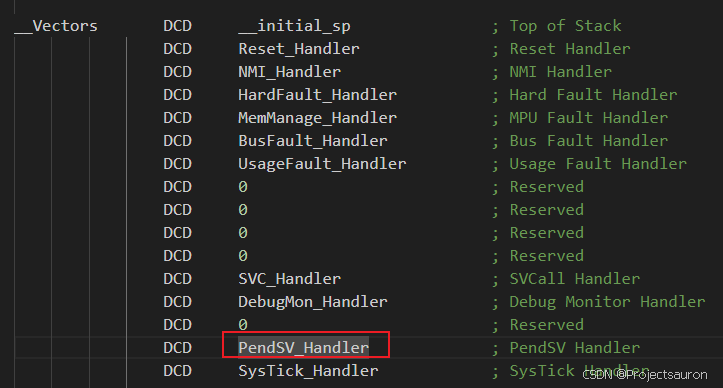 __Vectors DCD __initial_sp ; Top of Stack
DCD Reset_Handler ; Reset Handler
DCD NMI_Handler ; NMI Handler
DCD HardFault_Handler ; Hard Fault Handler
DCD MemManage_Handler ; MPU Fault Handler
DCD BusFault_Handler ; Bus Fault Handler
DCD UsageFault_Handler ; Usage Fault Handler
DCD 0 ; Reserved
DCD 0 ; Reserved
DCD 0 ; Reserved
DCD 0 ; Reserved
DCD SVC_Handler ; SVCall Handler
DCD DebugMon_Handler ; Debug Monitor Handler
DCD 0 ; Reserved
DCD PendSV_Handler ; PendSV Handler
DCD SysTick_Handler ; SysTick Handler
CSDN @Projectsauron